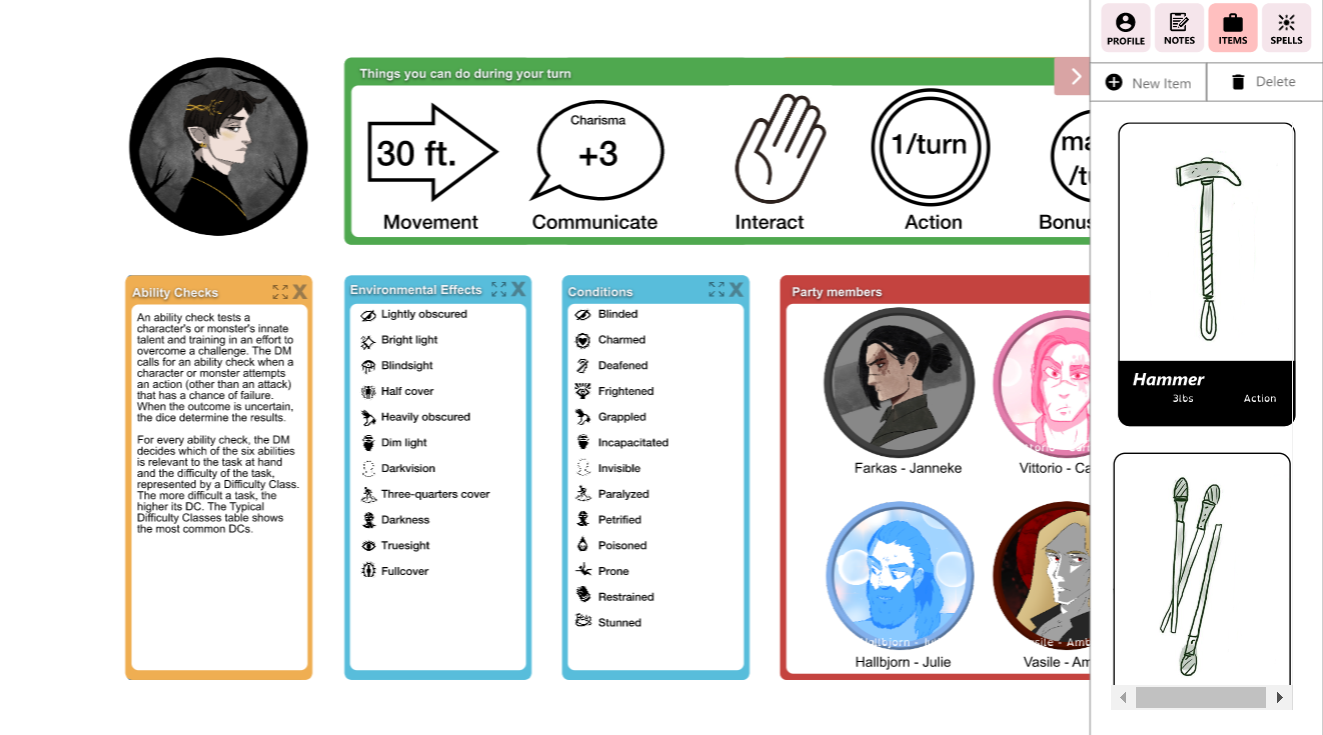 PROFILE
NOTES
ITEMS
SPELLS
New Item
Delete
Things you can do during your turn
30 ft.
Charisma
+3
1/turn
Movement
Communicate
Interact
Action
Bonus
Hammer
3lbs
Action
Ability Checks
An ability check tests a
character's or monster's innate
talent and training in an effort to
overcome a challenge. The DM
calls for an ability check when a
character or monster attempts
an action (other than an attack)
that has a chance of failure.
When the outcome is uncertain,
the dice determine the results.
For every ability check, the DM
decides which of the six abilities
is relevant to the task at hand
and the difficulty of the task,
represented by a Difficulty Class.
The more difficult a task, the
higher its DC. The Typical
Difficulty Classes table shows
the most common DCs.
Environmental Effects
Lightly obscured
Bright light
Blindsight
Half cover
Heavily obscured
Dim light
Darkvision
Three-quarters cover
Darkness
Truesight
Fullcover
Conditions
Blinded
Charmed
Deafened
Frightened
Grappled
Incapacitated
Invisible
Paralyzed
Petrified
Poisoned
Prone
Restrained
Stunned
Party members
Farkas - Janneke
Vittorio - Ca
Hallbjorn - Julie
Vasile - Am